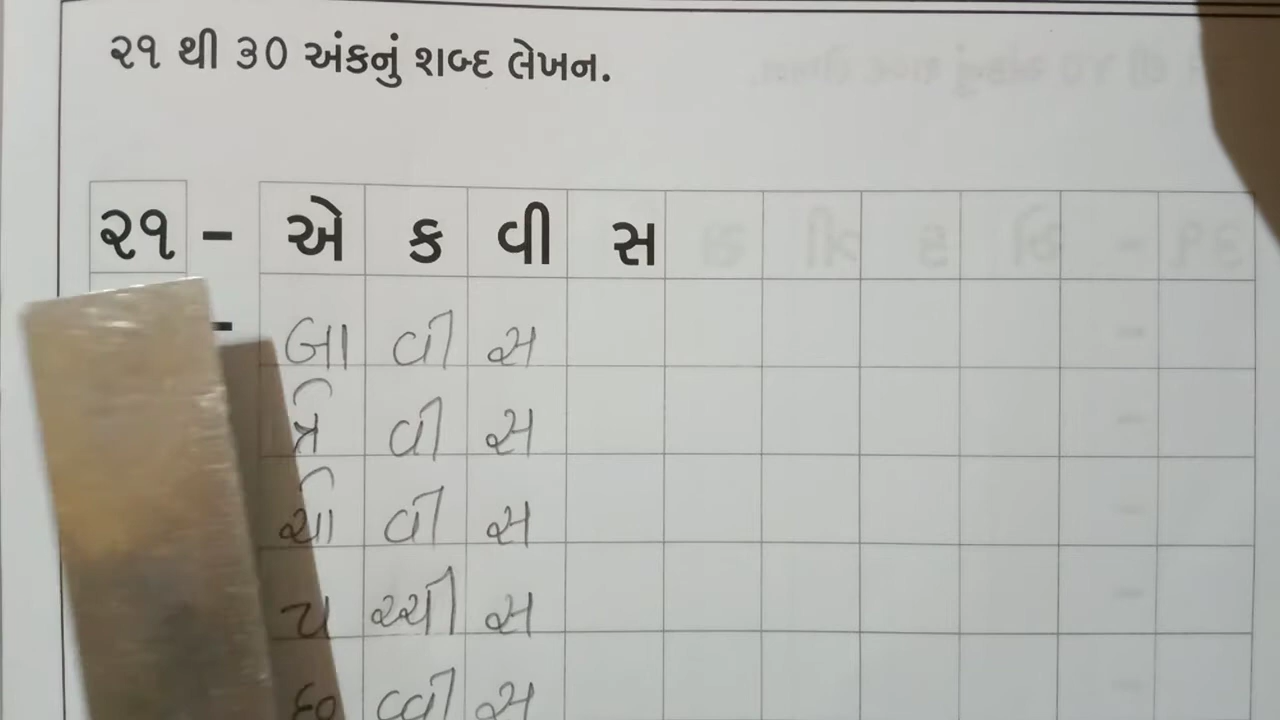 ૨૧ થી ૩૦ અંકનું શબ્દ લેખન.
૨૧ - એ ક વી સ
- બા વી સ
ત્રે વી સ
ચો વી સ
પ ચ્ચી સ
છ વ્વી સ